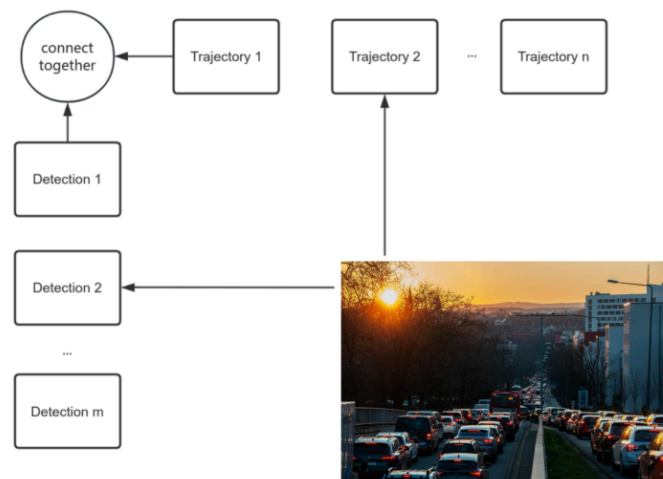 connect
together
Trajectory 1
Trajectory 2
...
Trajectory n
Detection 1
Detection 2
...
Detection m